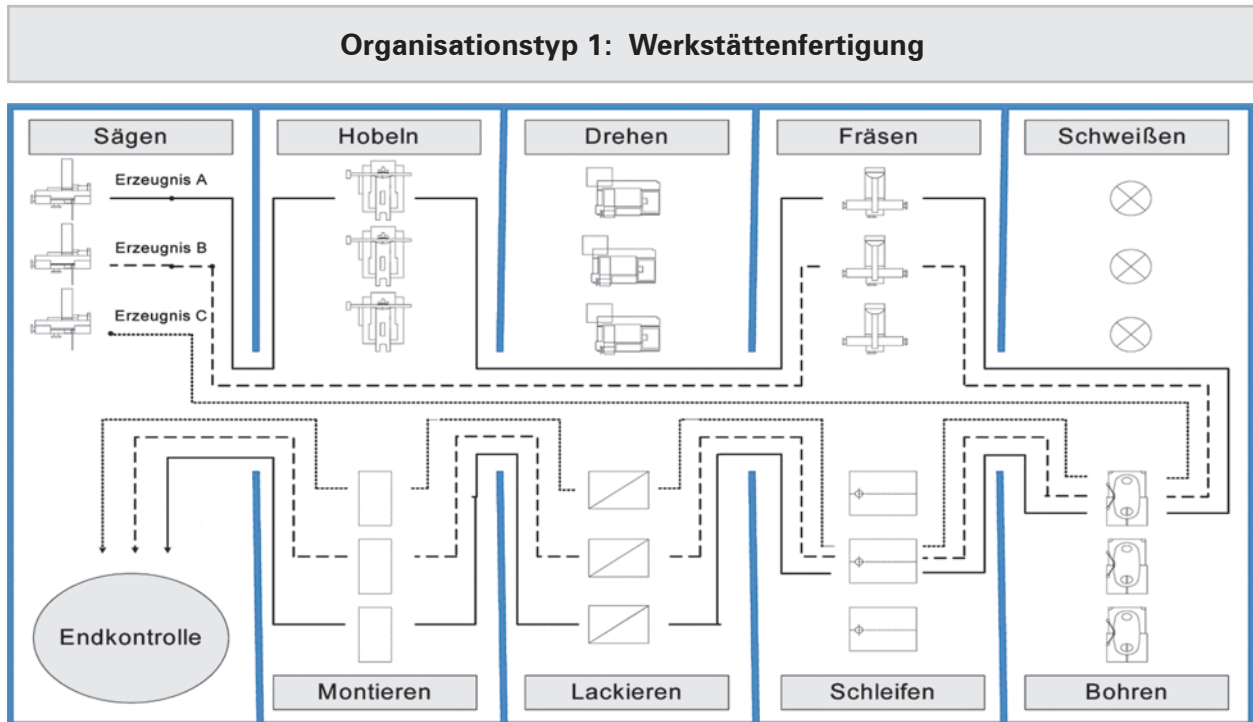 Organisationstyp 1: Werkstättenfertigung
Sägen
Hobeln
Drehen
Fräsen
Schweißen
Erzeugnis A
Erzeugnis B
Erzeugnis C
Endkontrolle
Montieren
Lackieren
Schleifen
Bohren